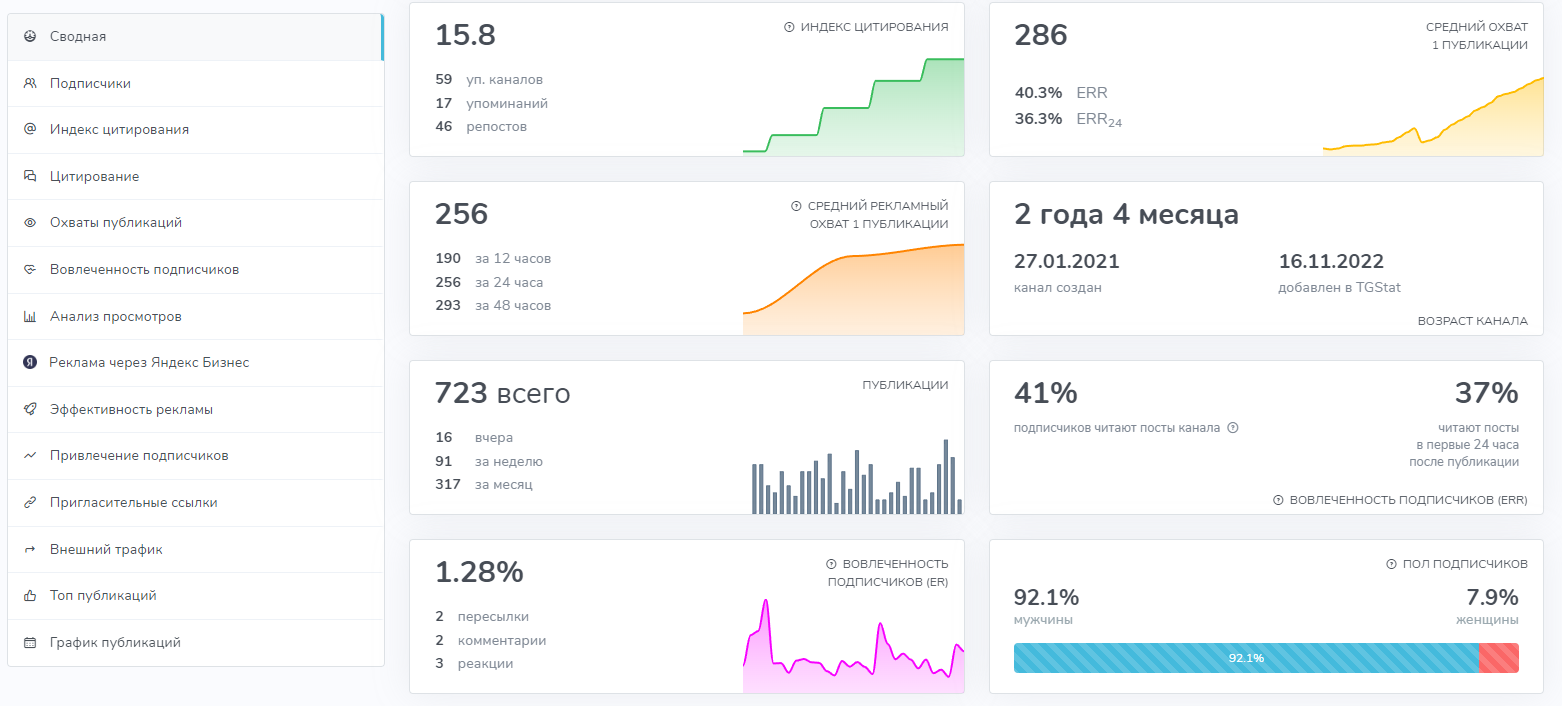 Сводная
Подписчики
Индекс цитирования
Цитирование
Охваты публикаций
Вовлеченность подписчиков
Анализ просмотров
Я Реклама через Яндекс Бизнес
Эффективность рекламы
Привлечение подписчиков
Пригласительные ссылки
Внешний трафик
Топ публикаций
График публикаций
15.8
ИНДЕКС ЦИТИРОВАНИЯ
59 уп. каналов
17 упоминаний
46 репостов
286
СРЕДНИЙ ОХВАТ
1 ПУБЛИКАЦИИ
40.3% ERR
36.3% ERR24
256
СРЕДНИЙ РЕКЛАМНЫЙ
ОХВАТ 1 ПУБЛИКАЦИИ
190 за 12 часов
256 за 24 часа
293 за 48 часов
2 года 4 месяца
27.01.2021
канал создан
16.11.2022
добавлен в TGStat
ВОЗРАСТ КАНАЛА
723 всего
ПУБЛИКАЦИИ
16 вчера
91 за неделю
317 за месяц
41%
подписчиков читают посты канала
37%
читают посты
в первые 24 часа
после публикации
ВОВЛЕЧЕННОСТЬ ПОДПИСЧИКОВ (ERR)
1.28%
ВОВЛЕЧЕННОСТЬ
ПОДПИСЧИКОВ (ER)
2 пересылки
2 комментарии
3 реакции
ПОЛ ПОДПИСЧИКОВ
92.1%
мужчины
7.9%
женщины
92.1%